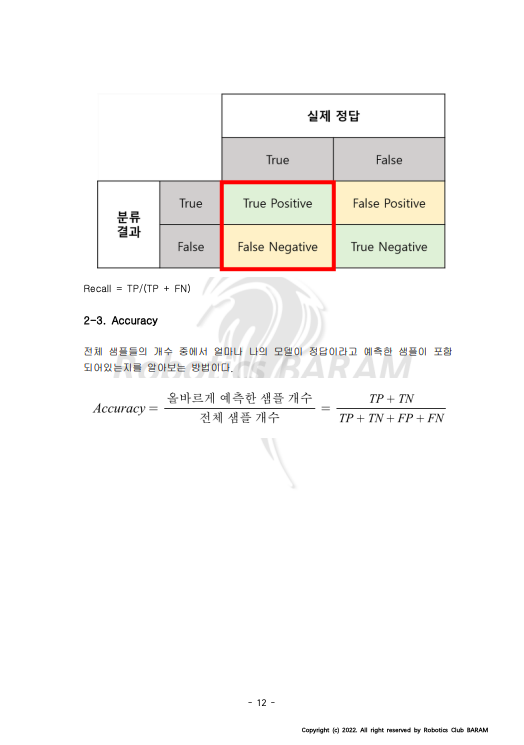 실제 정답
True False
분류
결과
True True Positive False Positive
False False Negative True Negative
Recall = TP/(TP + FN)
2-3. Accuracy
전체 샘플들의 개수 중에서 얼마나 나의 모델이 정답이라고 예측한 샘플이 포함
되어있는지를 알아보는 방법이다.
Accuracy = 올바르게 예측한 샘플 개수 / 전체 샘플 개수 = TP + TN / TP + TN + FP + FN
Robotics BARAM
- 12 -
Copyright (c) 2022. All right reserved by Robotics Club BARAM